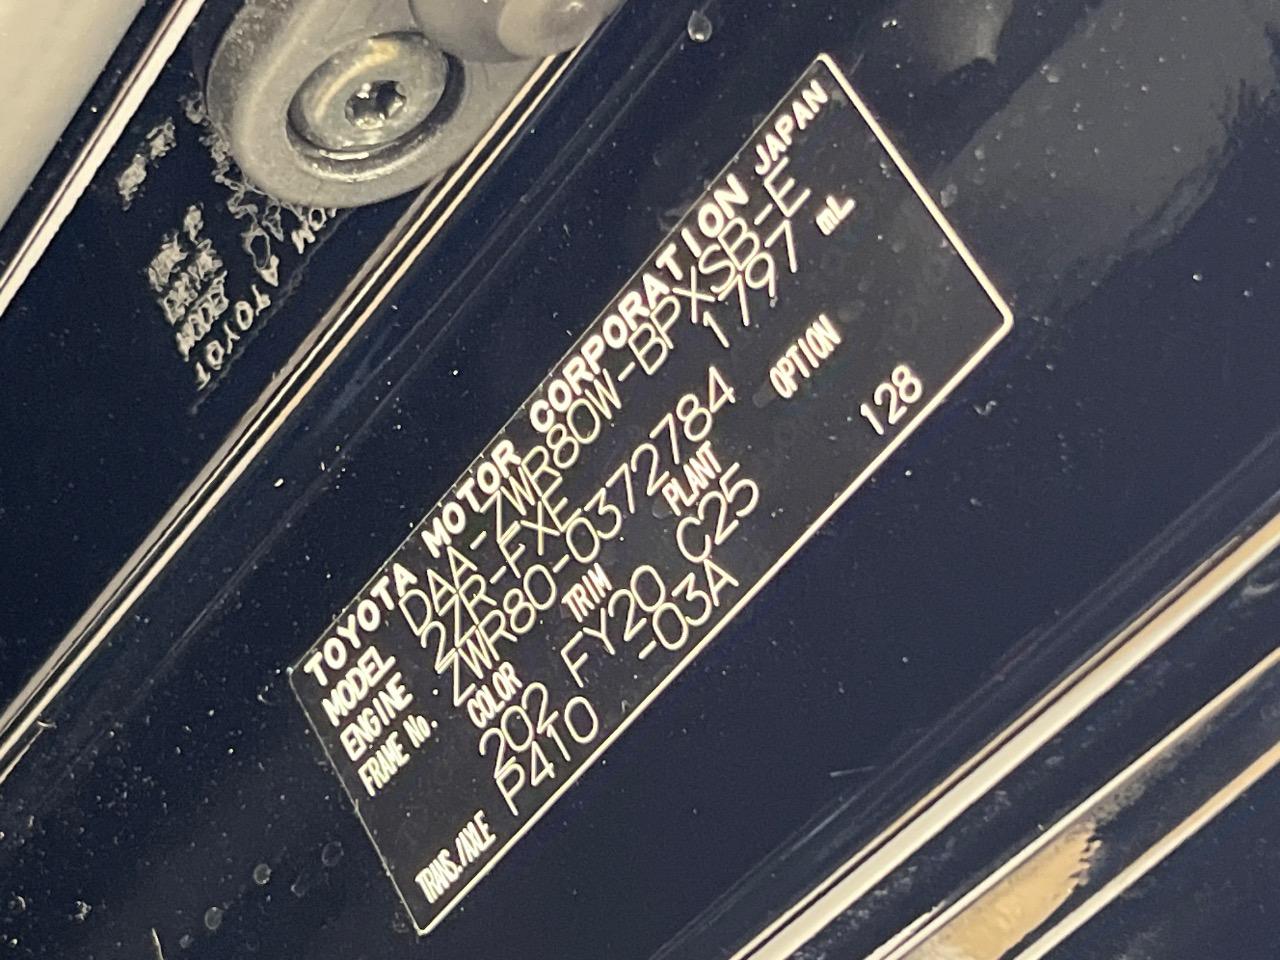 TOYOTA MOTOR CORPORATION JAPAN
MODEL DAA-ZWR80W-BPXSB-E
ENGINE 2ZR-FXE 1797 mL
FRAME No. ZWR80-0372784
COLOR TRIM PLANT OPTION
202 FY20 C25 128
TRANS./AXLE P410 -03A